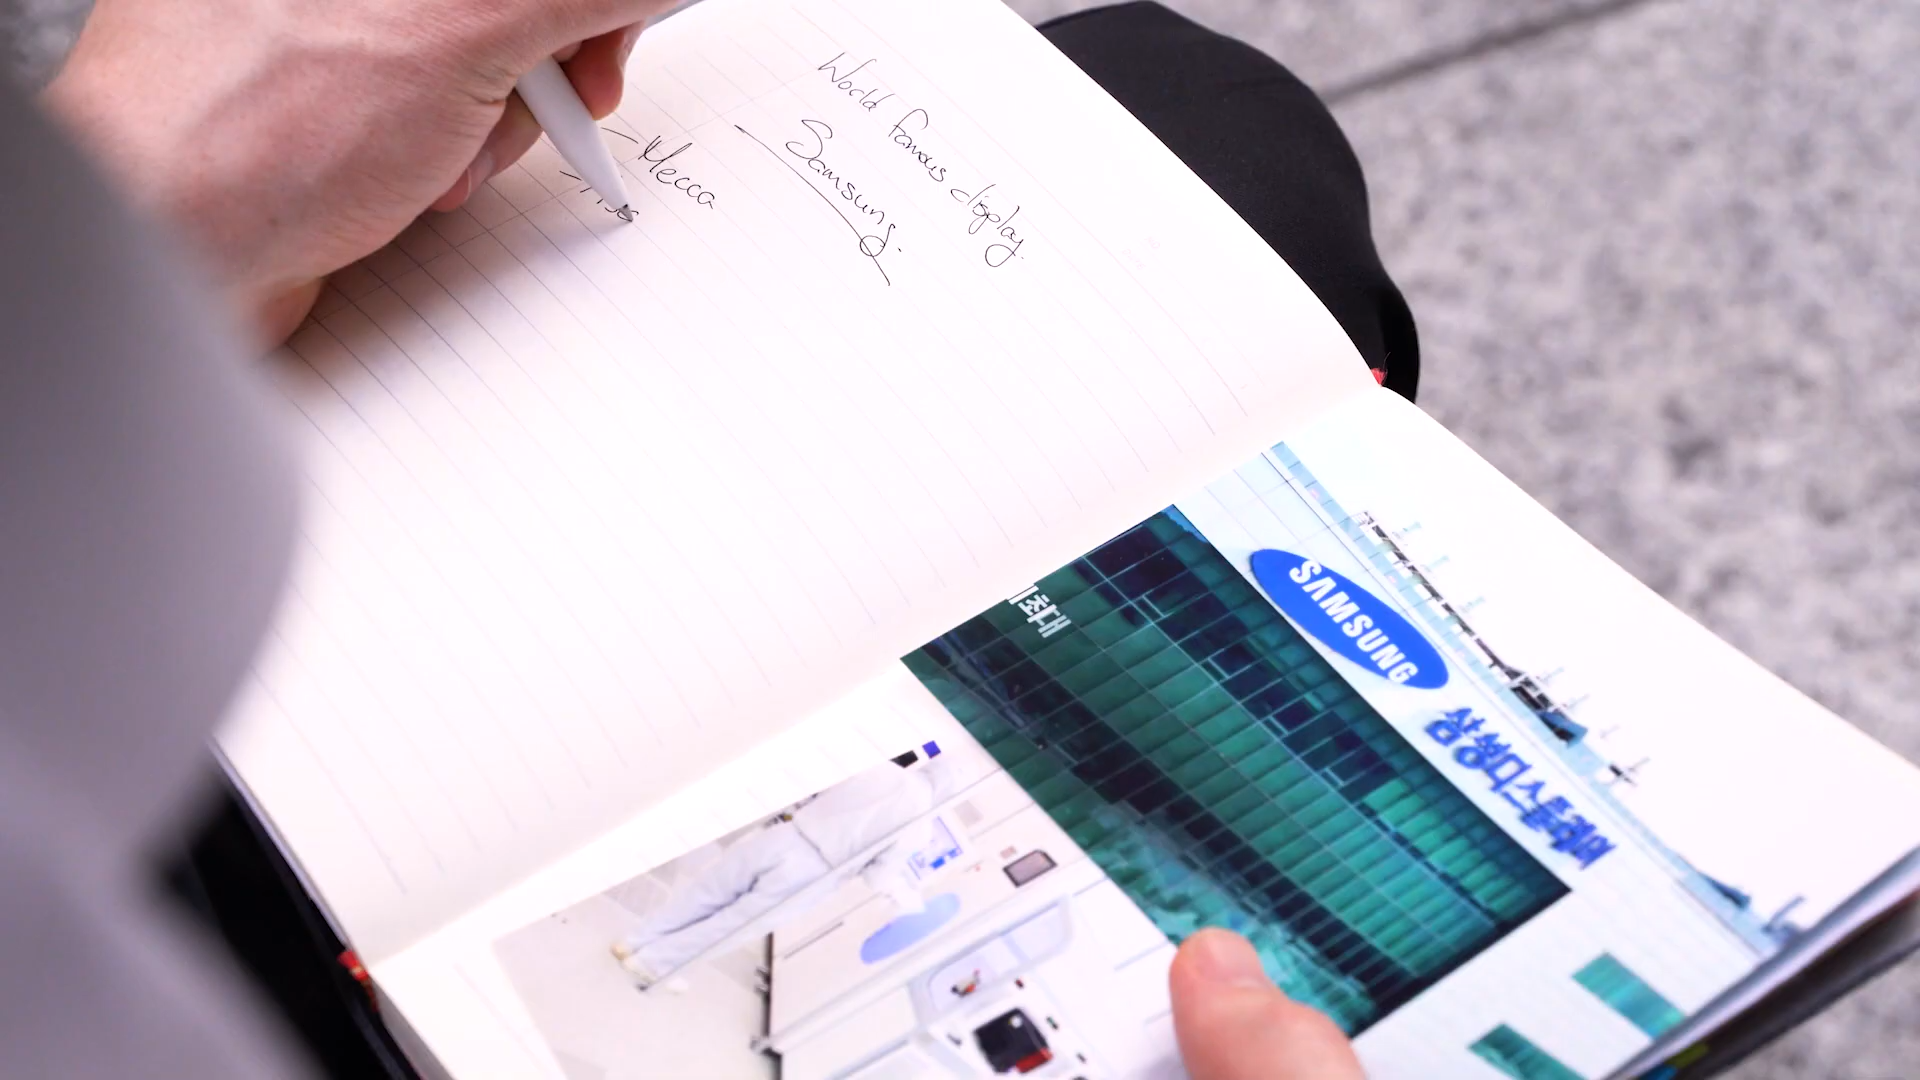 World famous display.
Samsung.
- Mecca
SAMSUNG
삼성디스플레이